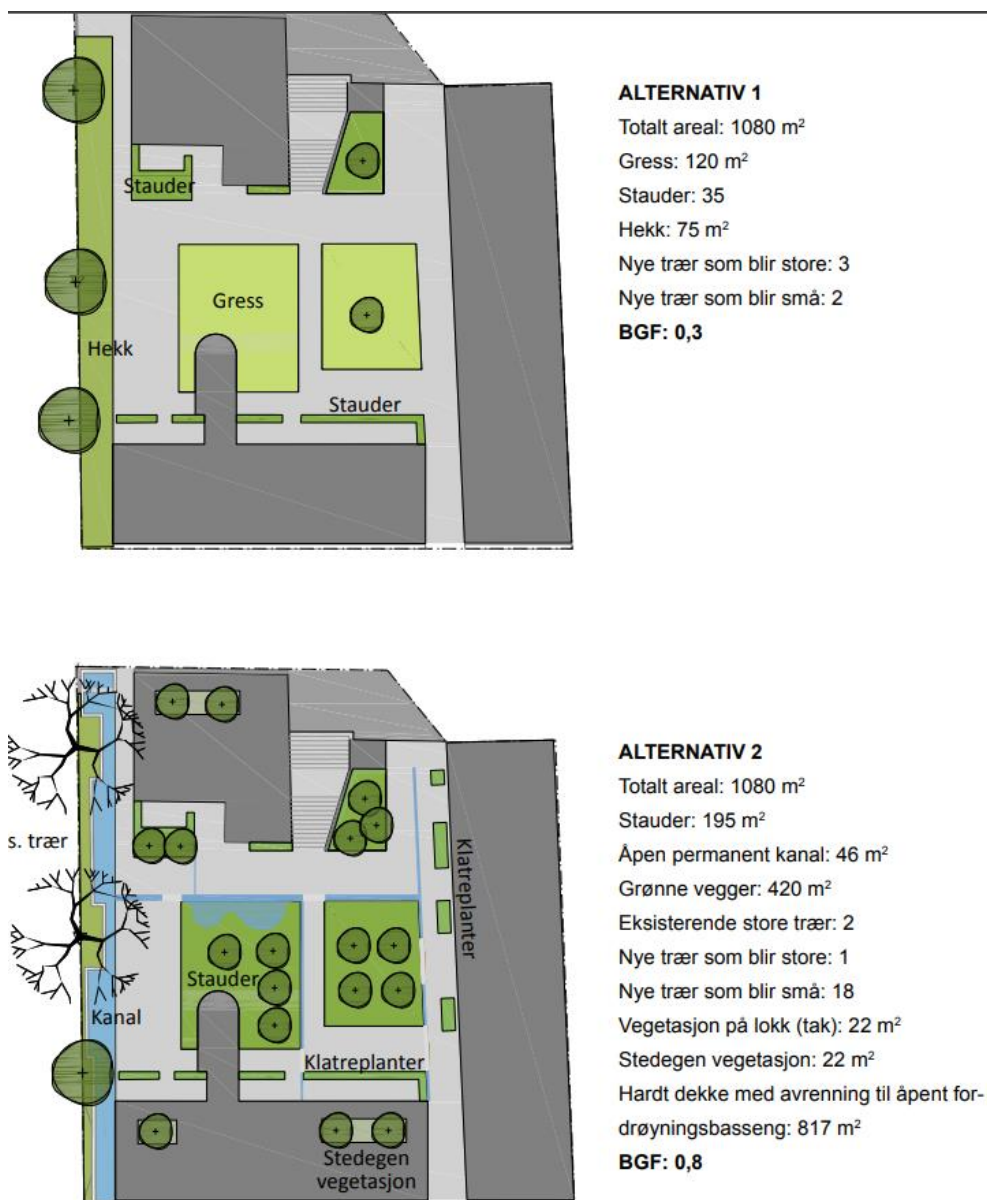 ALTERNATIV 1
Totalt areal: 1080 m²
Gress: 120 m²
Stauder: 35
Hekk: 75 m²
Nye trær som blir store: 3
Nye trær som blir små: 2
BGF: 0,3
Stauder
Gress
Hekk
Stauder
ALTERNATIV 2
Totalt areal: 1080 m²
Stauder: 195 m²
Åpen permanent kanal: 46 m²
Grønne vegger: 420 m²
Eksisterende store trær: 2
Nye trær som blir store: 1
Nye trær som blir små: 18
Vegetasjon på lokk (tak): 22 m²
Stedegen vegetasjon: 22 m²
Hardt dekke med avrenning til åpent for-
drøyningsbasseng: 817 m²
BGF: 0,8
s. trær
Klatreplanter
Stauder
Kanal
Klatreplanter
Stedegen
vegetasjon